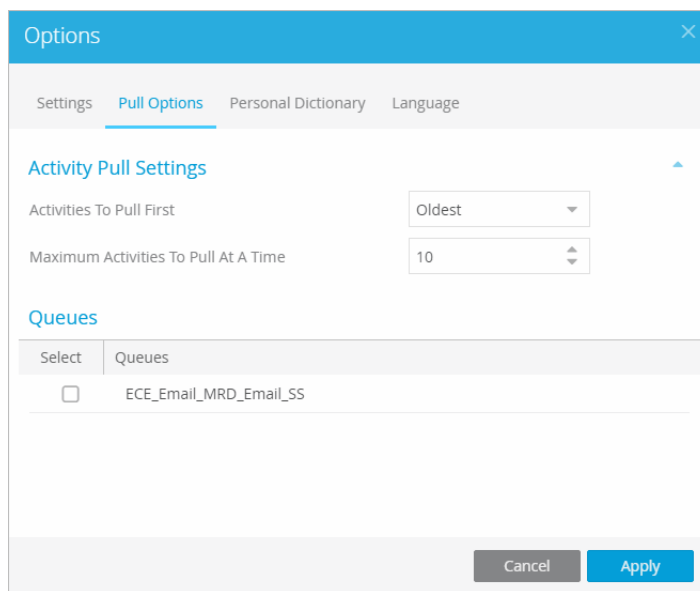 Options
Settings Pull Options Personal Dictionary Language
Activity Pull Settings
Activities To Pull First Oldest
Maximum Activities To Pull At A Time 10
Queues
Select Queues
ECE_Email_MRD_Email_SS
Cancel Apply